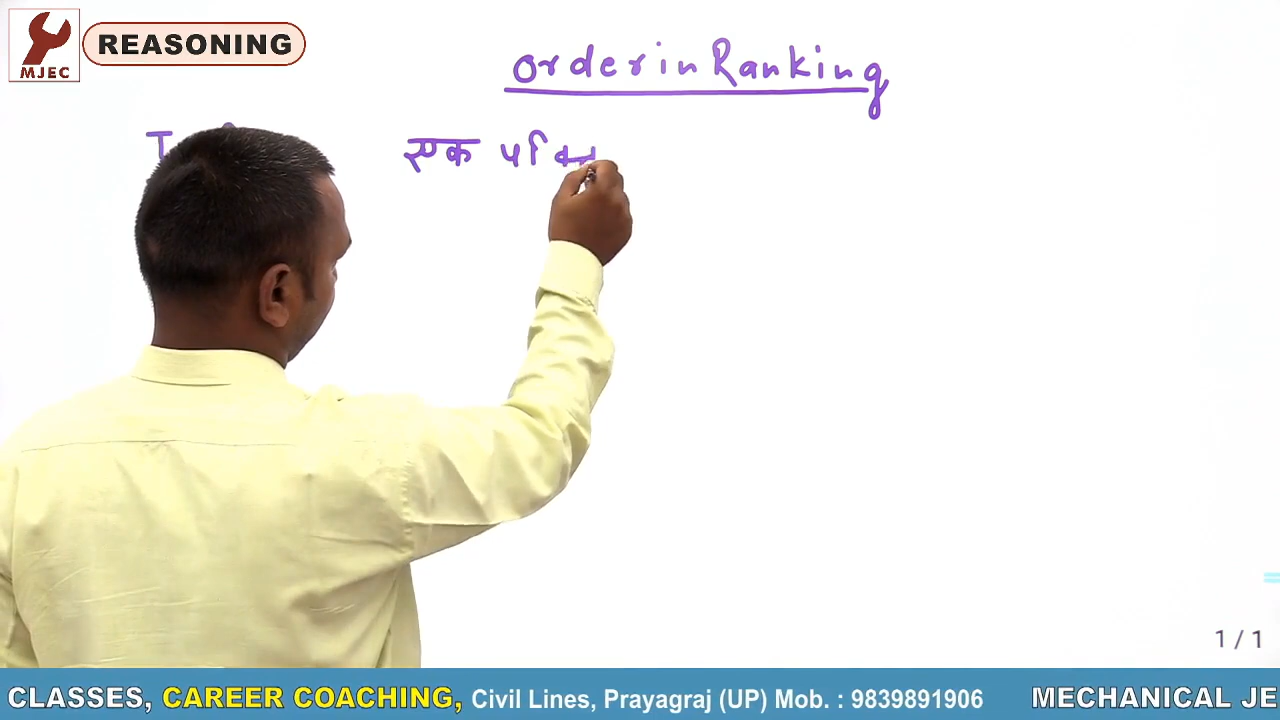 MJEC
REASONING
Order in Ranking
एक
1 / 1
CLASSES, CAREER COACHING, Civil Lines, Prayagraj (UP) Mob. : 9839891906 MECHANICAL JE